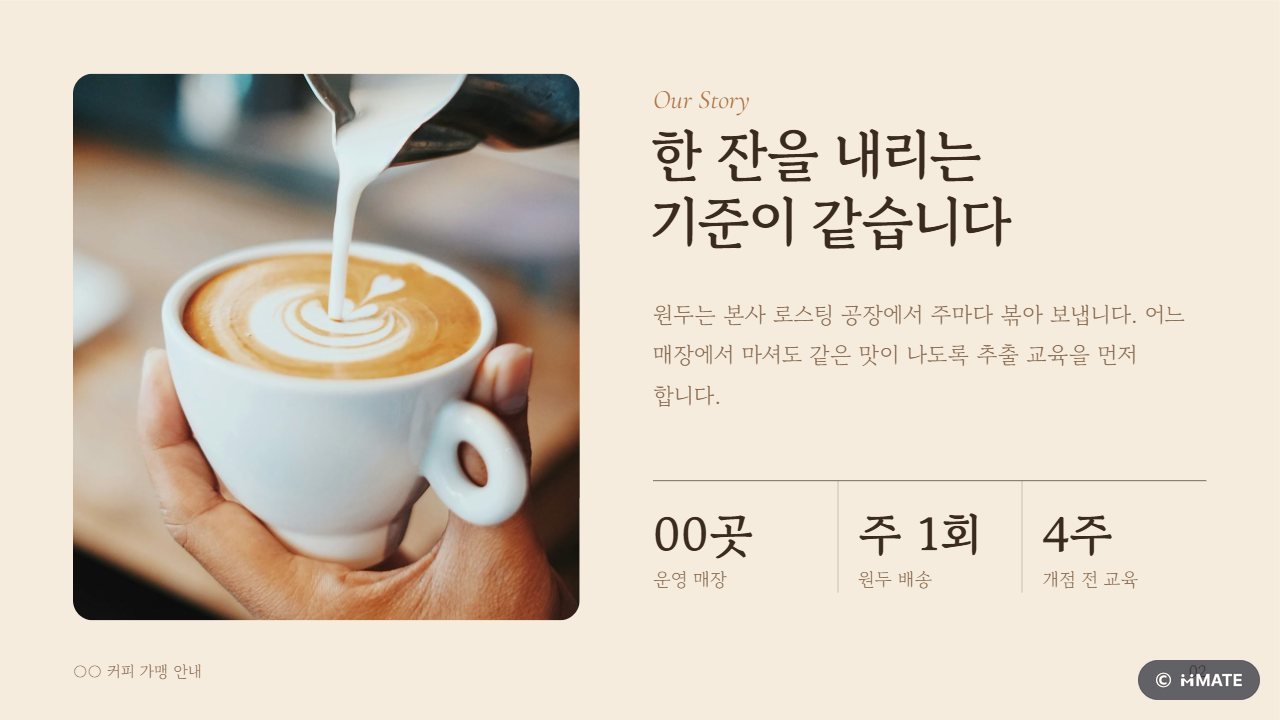 Our Story
한 잔을 내리는
기준이 같습니다
원두는 본사 로스팅 공장에서 주마다 볶아 보냅니다. 어느
매장에서 마셔도 같은 맛이 나도록 추출 교육을 먼저
합니다.
00곳
운영 매장
주 1회
원두 배송
4주
개점 전 교육
○○ 커피 가맹 안내
© MMATE